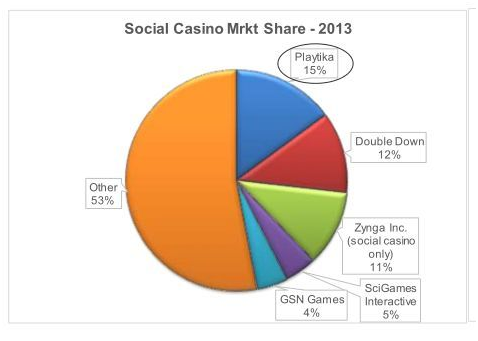 Social Casino Mrkt Share - 2013
Playtika
15%
Double Down
12%
Zynga Inc.
(social casino
only)
11%
SciGames
Interactive
5%
GSN Games
4%
Other
53%